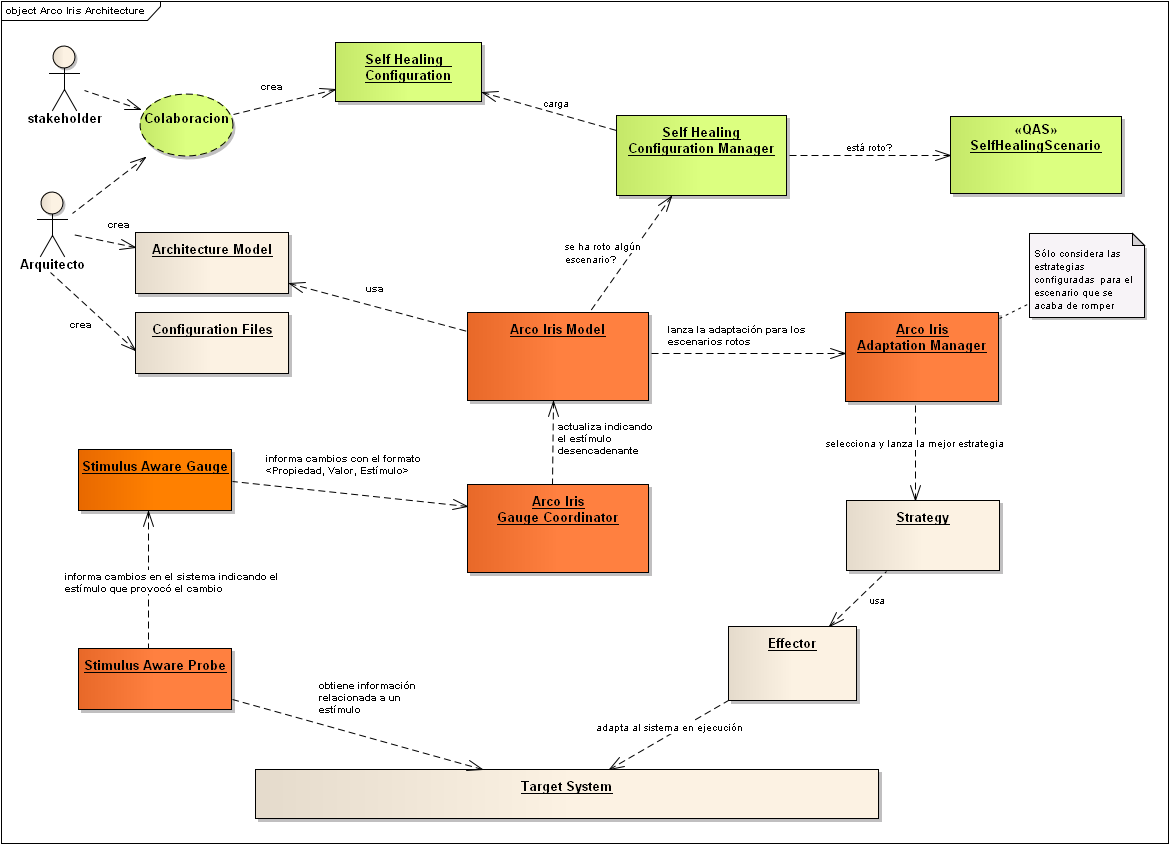 object Arco Iris Architecture
stakeholder
Colaboracion
crea
Self Healing
Configuration
carga
Self Healing
Configuration Manager
está roto?
«QAS»
SelfHealingScenario
Arquitecto
crea
Architecture Model
crea
Configuration Files
usa
se ha roto algún
escenario?
Arco Iris Model
lanza la adaptación para los
escenarios rotos
Arco Iris
Adaptation Manager
Sólo considera las
estrategias
configuradas para el
escenario que se
acaba de romper
actualiza indicando
el estímulo
desencadenante
selecciona y lanza la mejor estrategia
Stimulus Aware Gauge
informa cambios con el formato
<Propiedad, Valor, Estímulo>
Arco Iris
Gauge Coordinator
Strategy
informa cambios en el sistema indicando el
estímulo que provocó el cambio
usa
Effector
Stimulus Aware Probe
obtiene información
relacionada a un
estímulo
adapta al sistema en ejecución
Target System